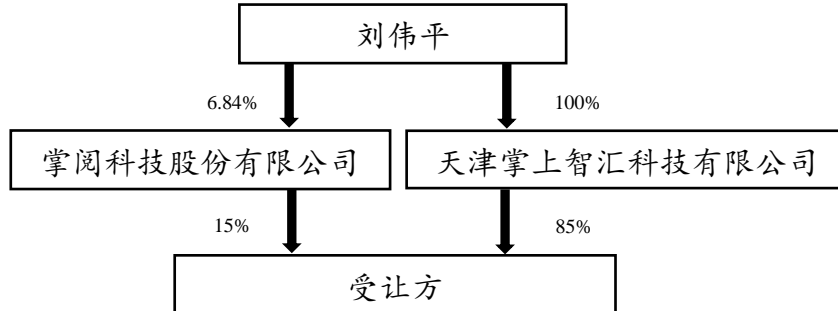 刘伟平
6.84%
100%
掌阅科技股份有限公司
天津掌上智汇科技有限公司
15%
85%
受让方